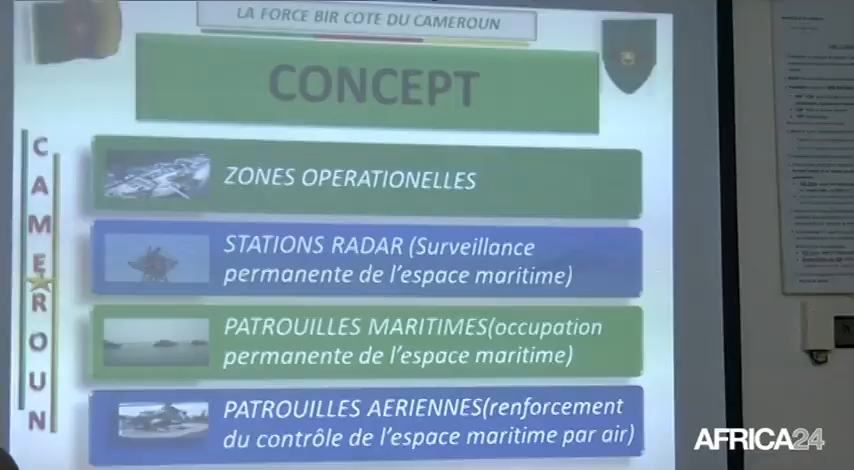 LA FORCE BIR COTE DU CAMEROUN
CONCEPT
CAMEROUN
ZONES OPERATIONELLES
STATIONS RADAR (Surveillance
permanente de l'espace maritime)
PATROUILLES MARITIMES(occupation
permanente de l'espace maritime)
PATROUILLES AERIENNES(renforcement
du contrôle de l'espace maritime par air)
AFRICA24